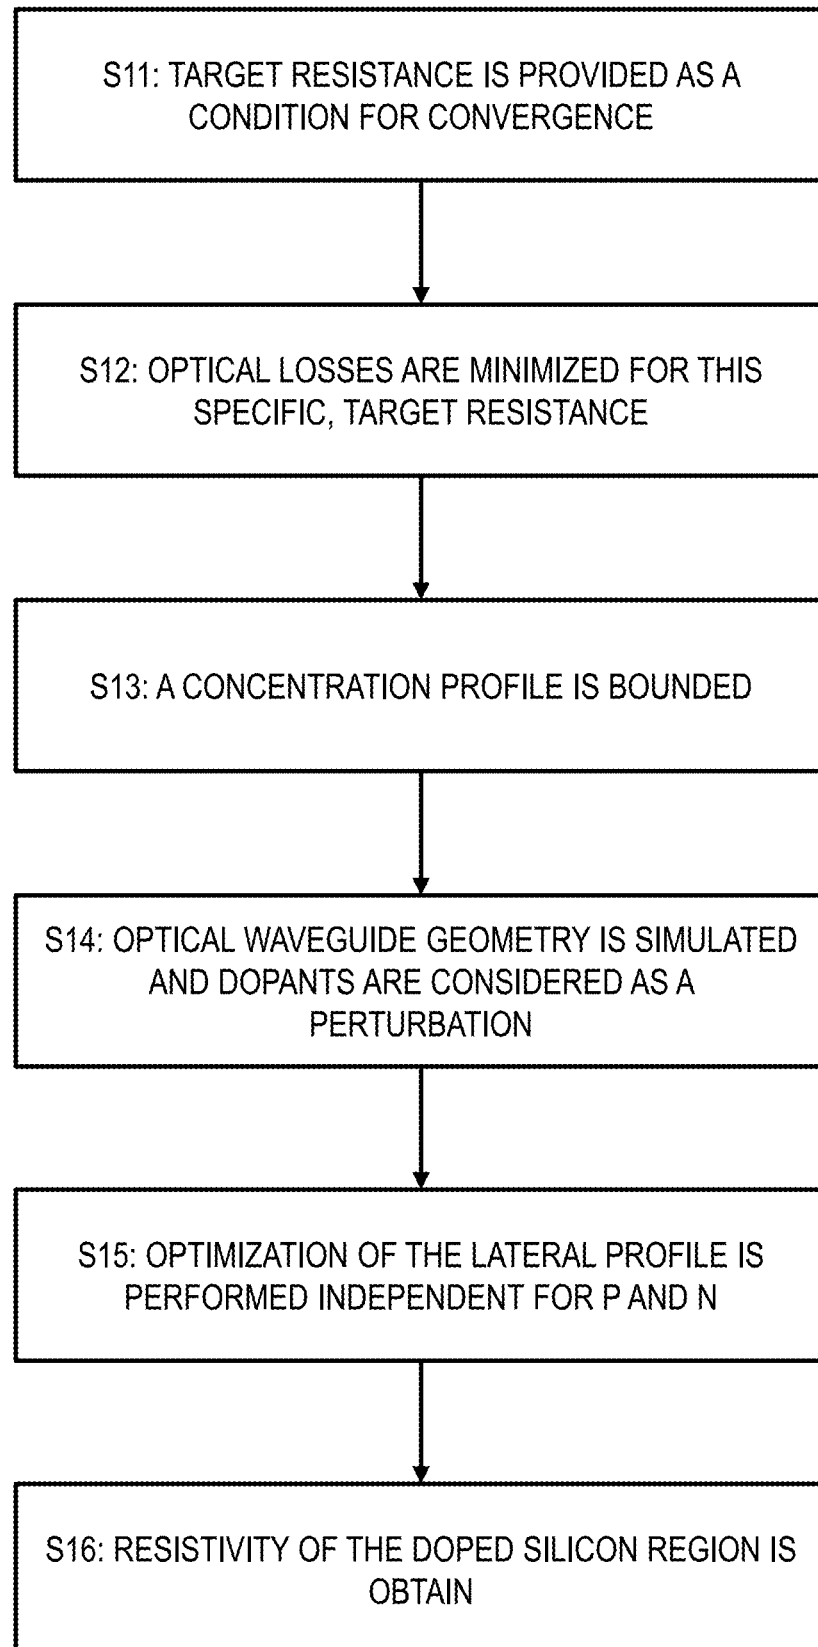 S11: TARGET RESISTANCE IS PROVIDED AS A
CONDITION FOR CONVERGENCE
S12: OPTICAL LOSSES ARE MINIMIZED FOR THIS
SPECIFIC, TARGET RESISTANCE
S13: A CONCENTRATION PROFILE IS BOUNDED
S14: OPTICAL WAVEGUIDE GEOMETRY IS SIMULATED
AND DOPANTS ARE CONSIDERED AS A
PERTURBATION
S15: OPTIMIZATION OF THE LATERAL PROFILE IS
PERFORMED INDEPENDENT FOR P AND N
S16: RESISTIVITY OF THE DOPED SILICON REGION IS
OBTAIN